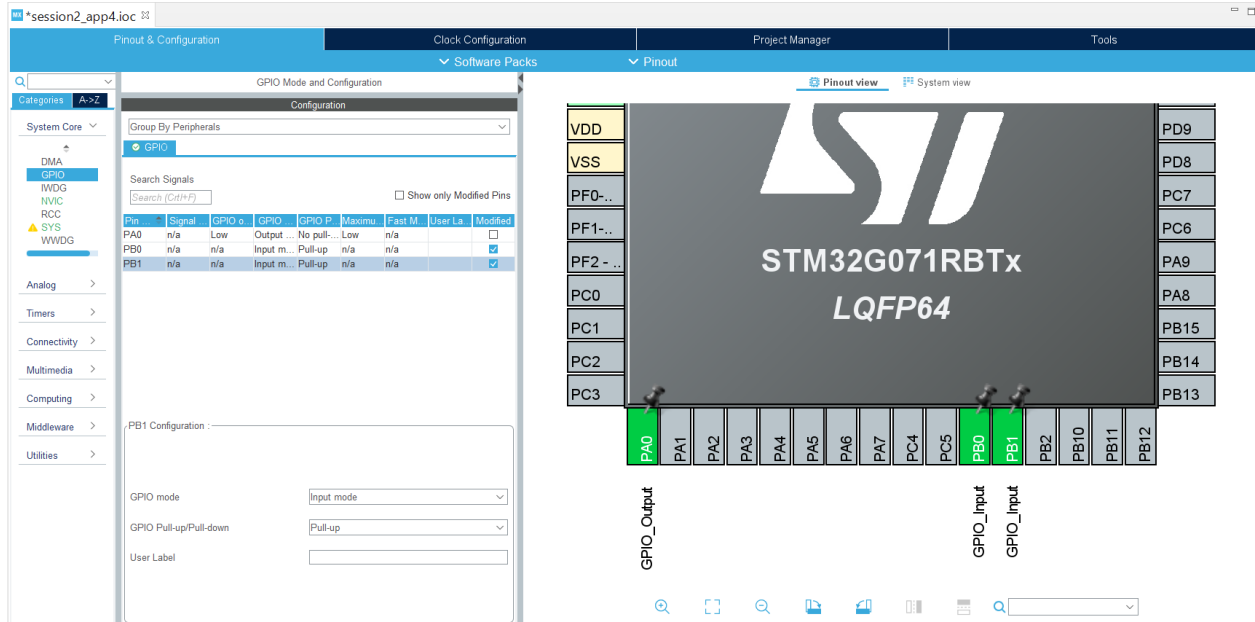 *session2_app4.ioc
Pinout & Configuration
Clock Configuration
Project Manager
Tools
Software Packs
Pinout
GPIO Mode and Configuration
Pinout view
System view
Categories
A->Z
Configuration
System Core
DMA
GPIO
IWDG
NVIC
RCC
SYS
WWDG
Analog
Timers
Connectivity
Multimedia
Computing
Middleware
Utilities
Group By Peripherals
GPIO
Search Signals
Search (Crtl+F)
Show only Modified Pins
Pin ... Signal ... GPIO o... GPIO ... GPIO P... Maximu... Fast M... User La... Modified
PA0 n/a Low Output ... No pull-... Low n/a
PB0 n/a n/a Input m... Pull-up n/a n/a
PB1 n/a n/a Input m... Pull-up n/a n/a
PB1 Configuration :
GPIO mode Input mode
GPIO Pull-up/Pull-down Pull-up
User Label
VDD
VSS
PF0-..
PF1-..
PF2 - ..
PC0
PC1
PC2
PC3
STM32G071RBTx
LQFP64
PD9
PD8
PC7
PC6
PA9
PA8
PB15
PB14
PB13
PA0
PA1
PA2
PA3
PA4
PA5
PA6
PA7
PC4
PC5
PB0
PB1
PB2
PB10
PB11
PB12
GPIO_Output
GPIO_Input
GPIO_Input